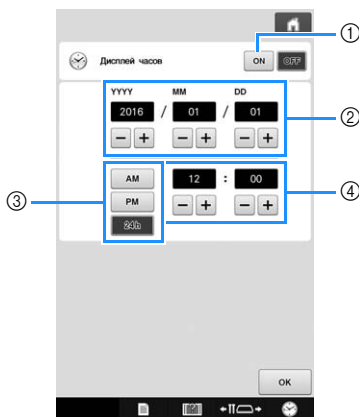 ①
Дисплей часов ON OFF
YYYY MM DD
2016 / 01 / 01
②
− + − + − +
AM 12 : 00
③ PM − + − + ④
24h
OK